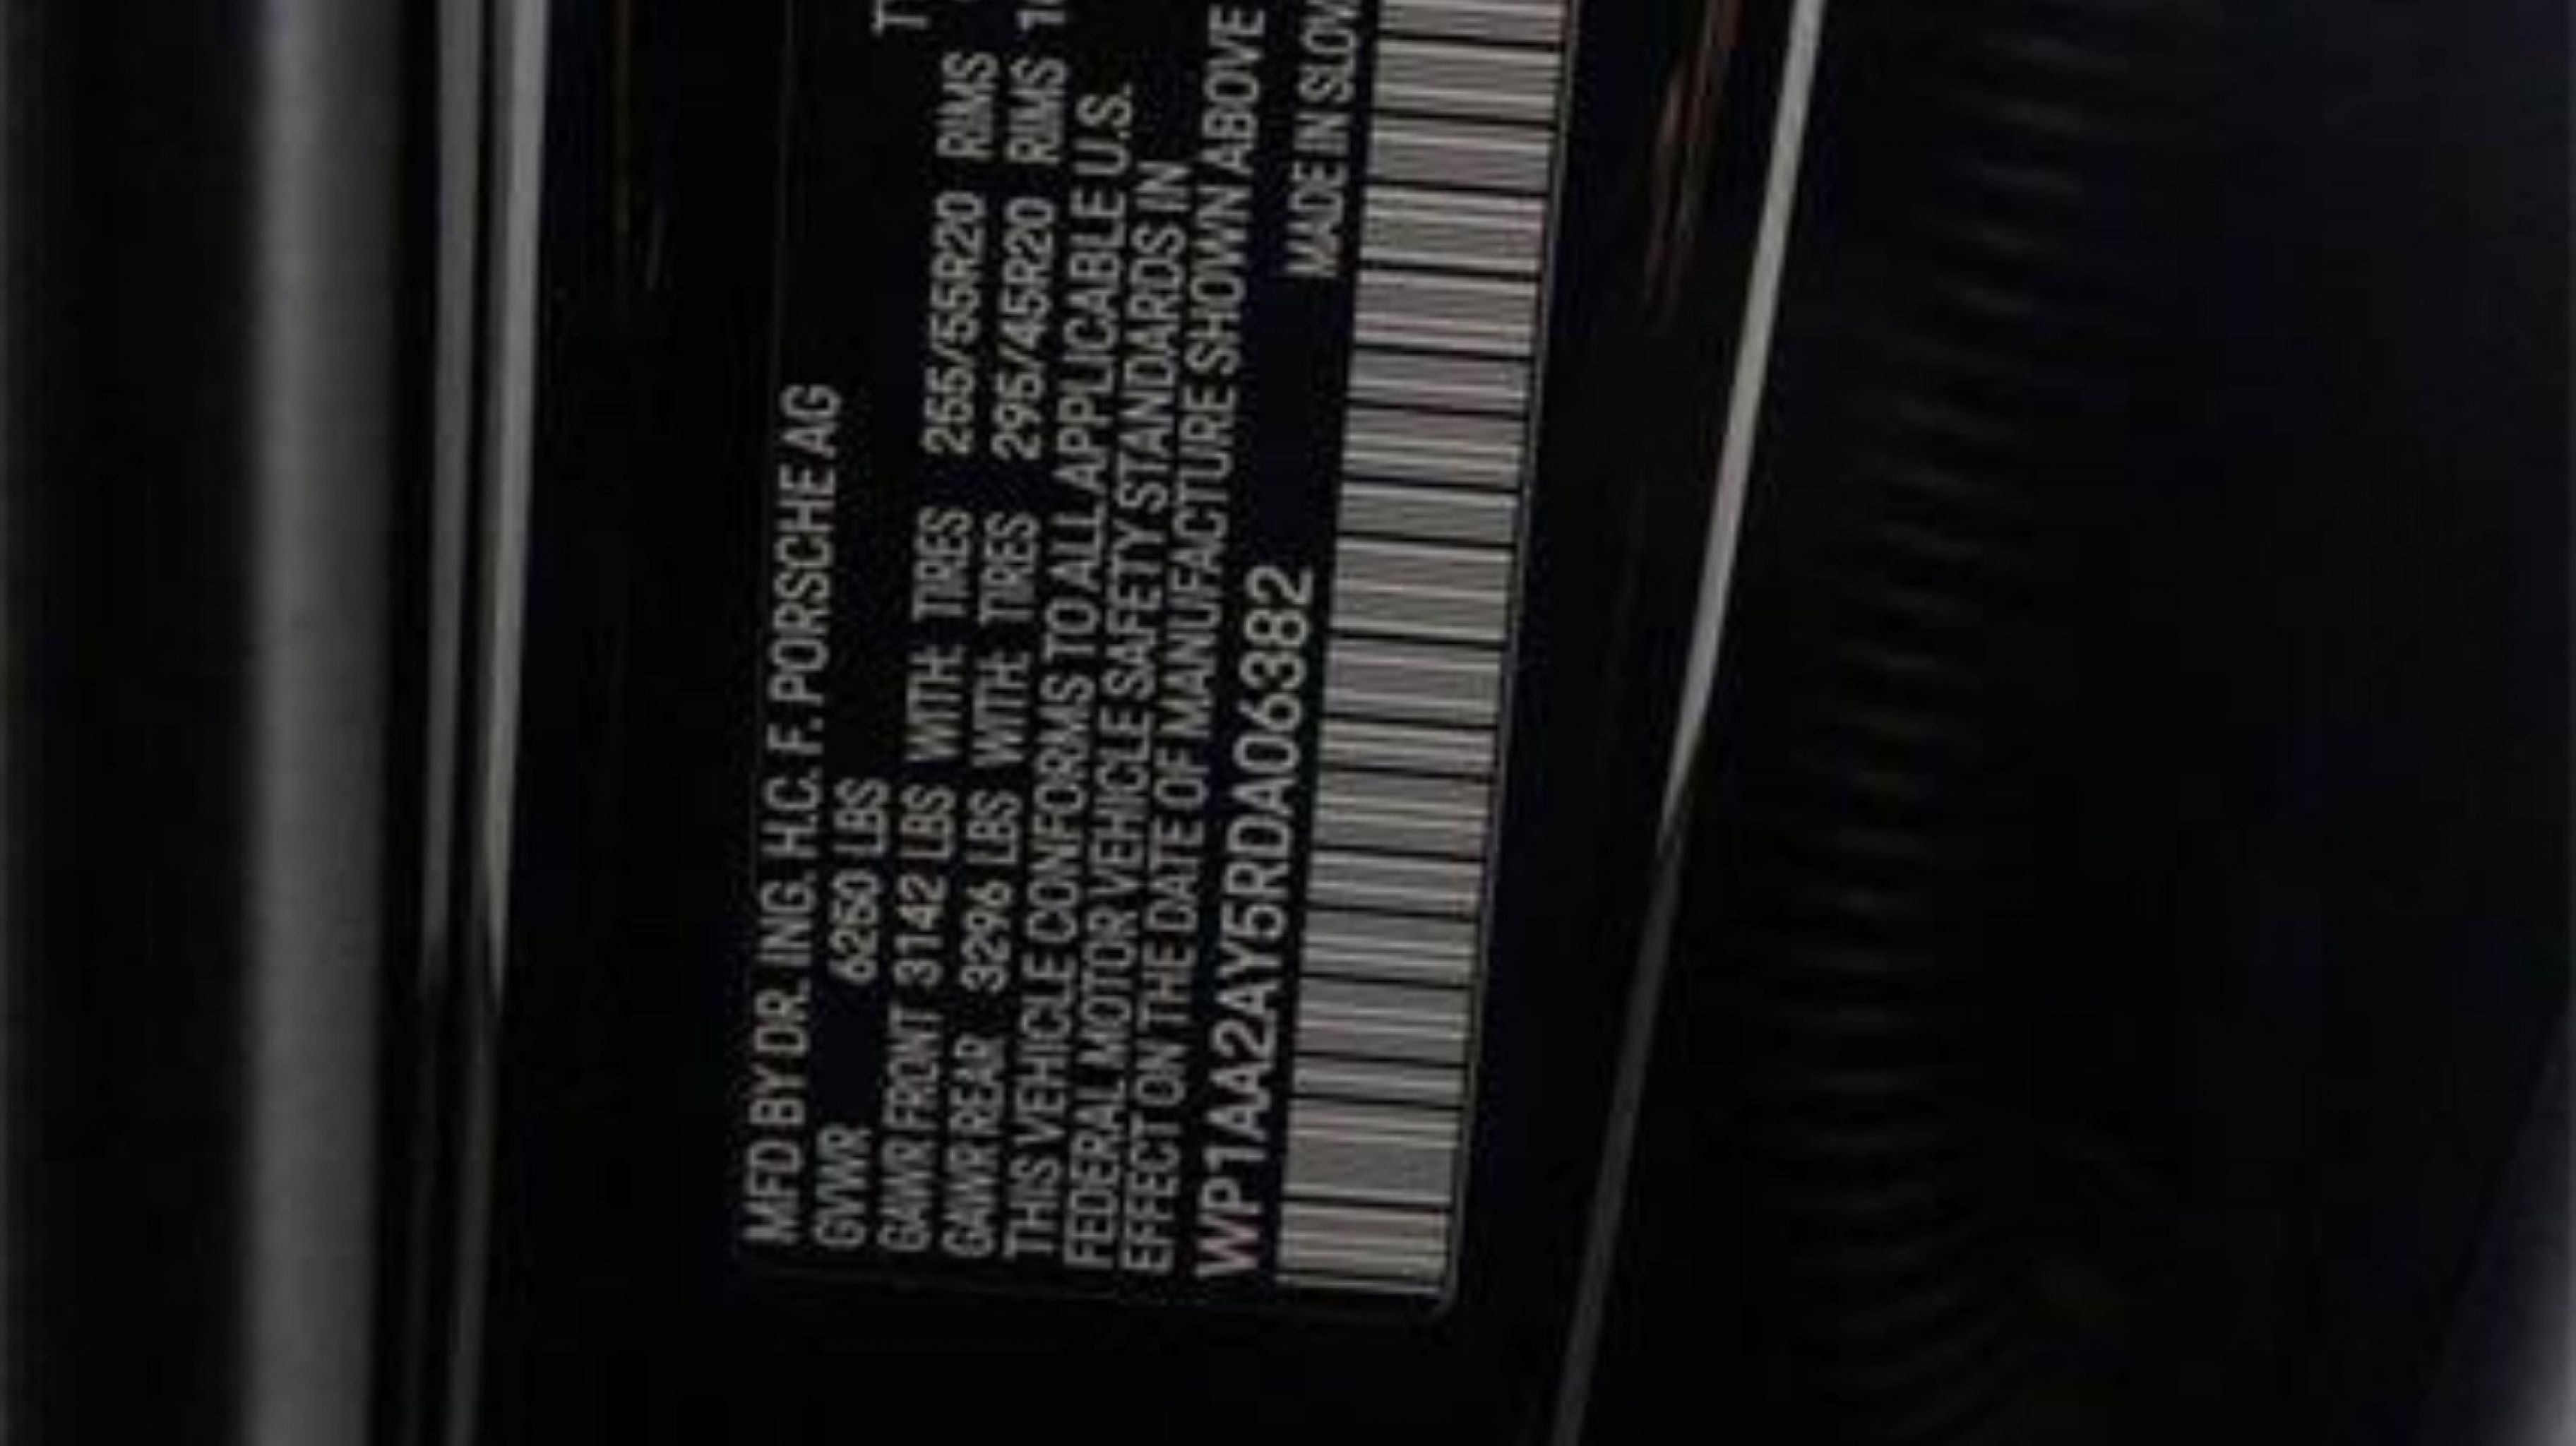 MFD BY DR. ING. H.C. F. PORSCHE AG
GVWR 6250 LBS
GAWR FRONT 3142 LBS WITH: TIRES 255/55R20 RIMS
GAWR REAR 3296 LBS WITH: TIRES 295/45R20 RIMS
THIS VEHICLE CONFORMS TO ALL APPLICABLE U.S.
FEDERAL MOTOR VEHICLE SAFETY STANDARDS IN
EFFECT ON THE DATE OF MANUFACTURE SHOWN ABOVE
WP1AA2AY5RDA06382
MADE IN SLOV